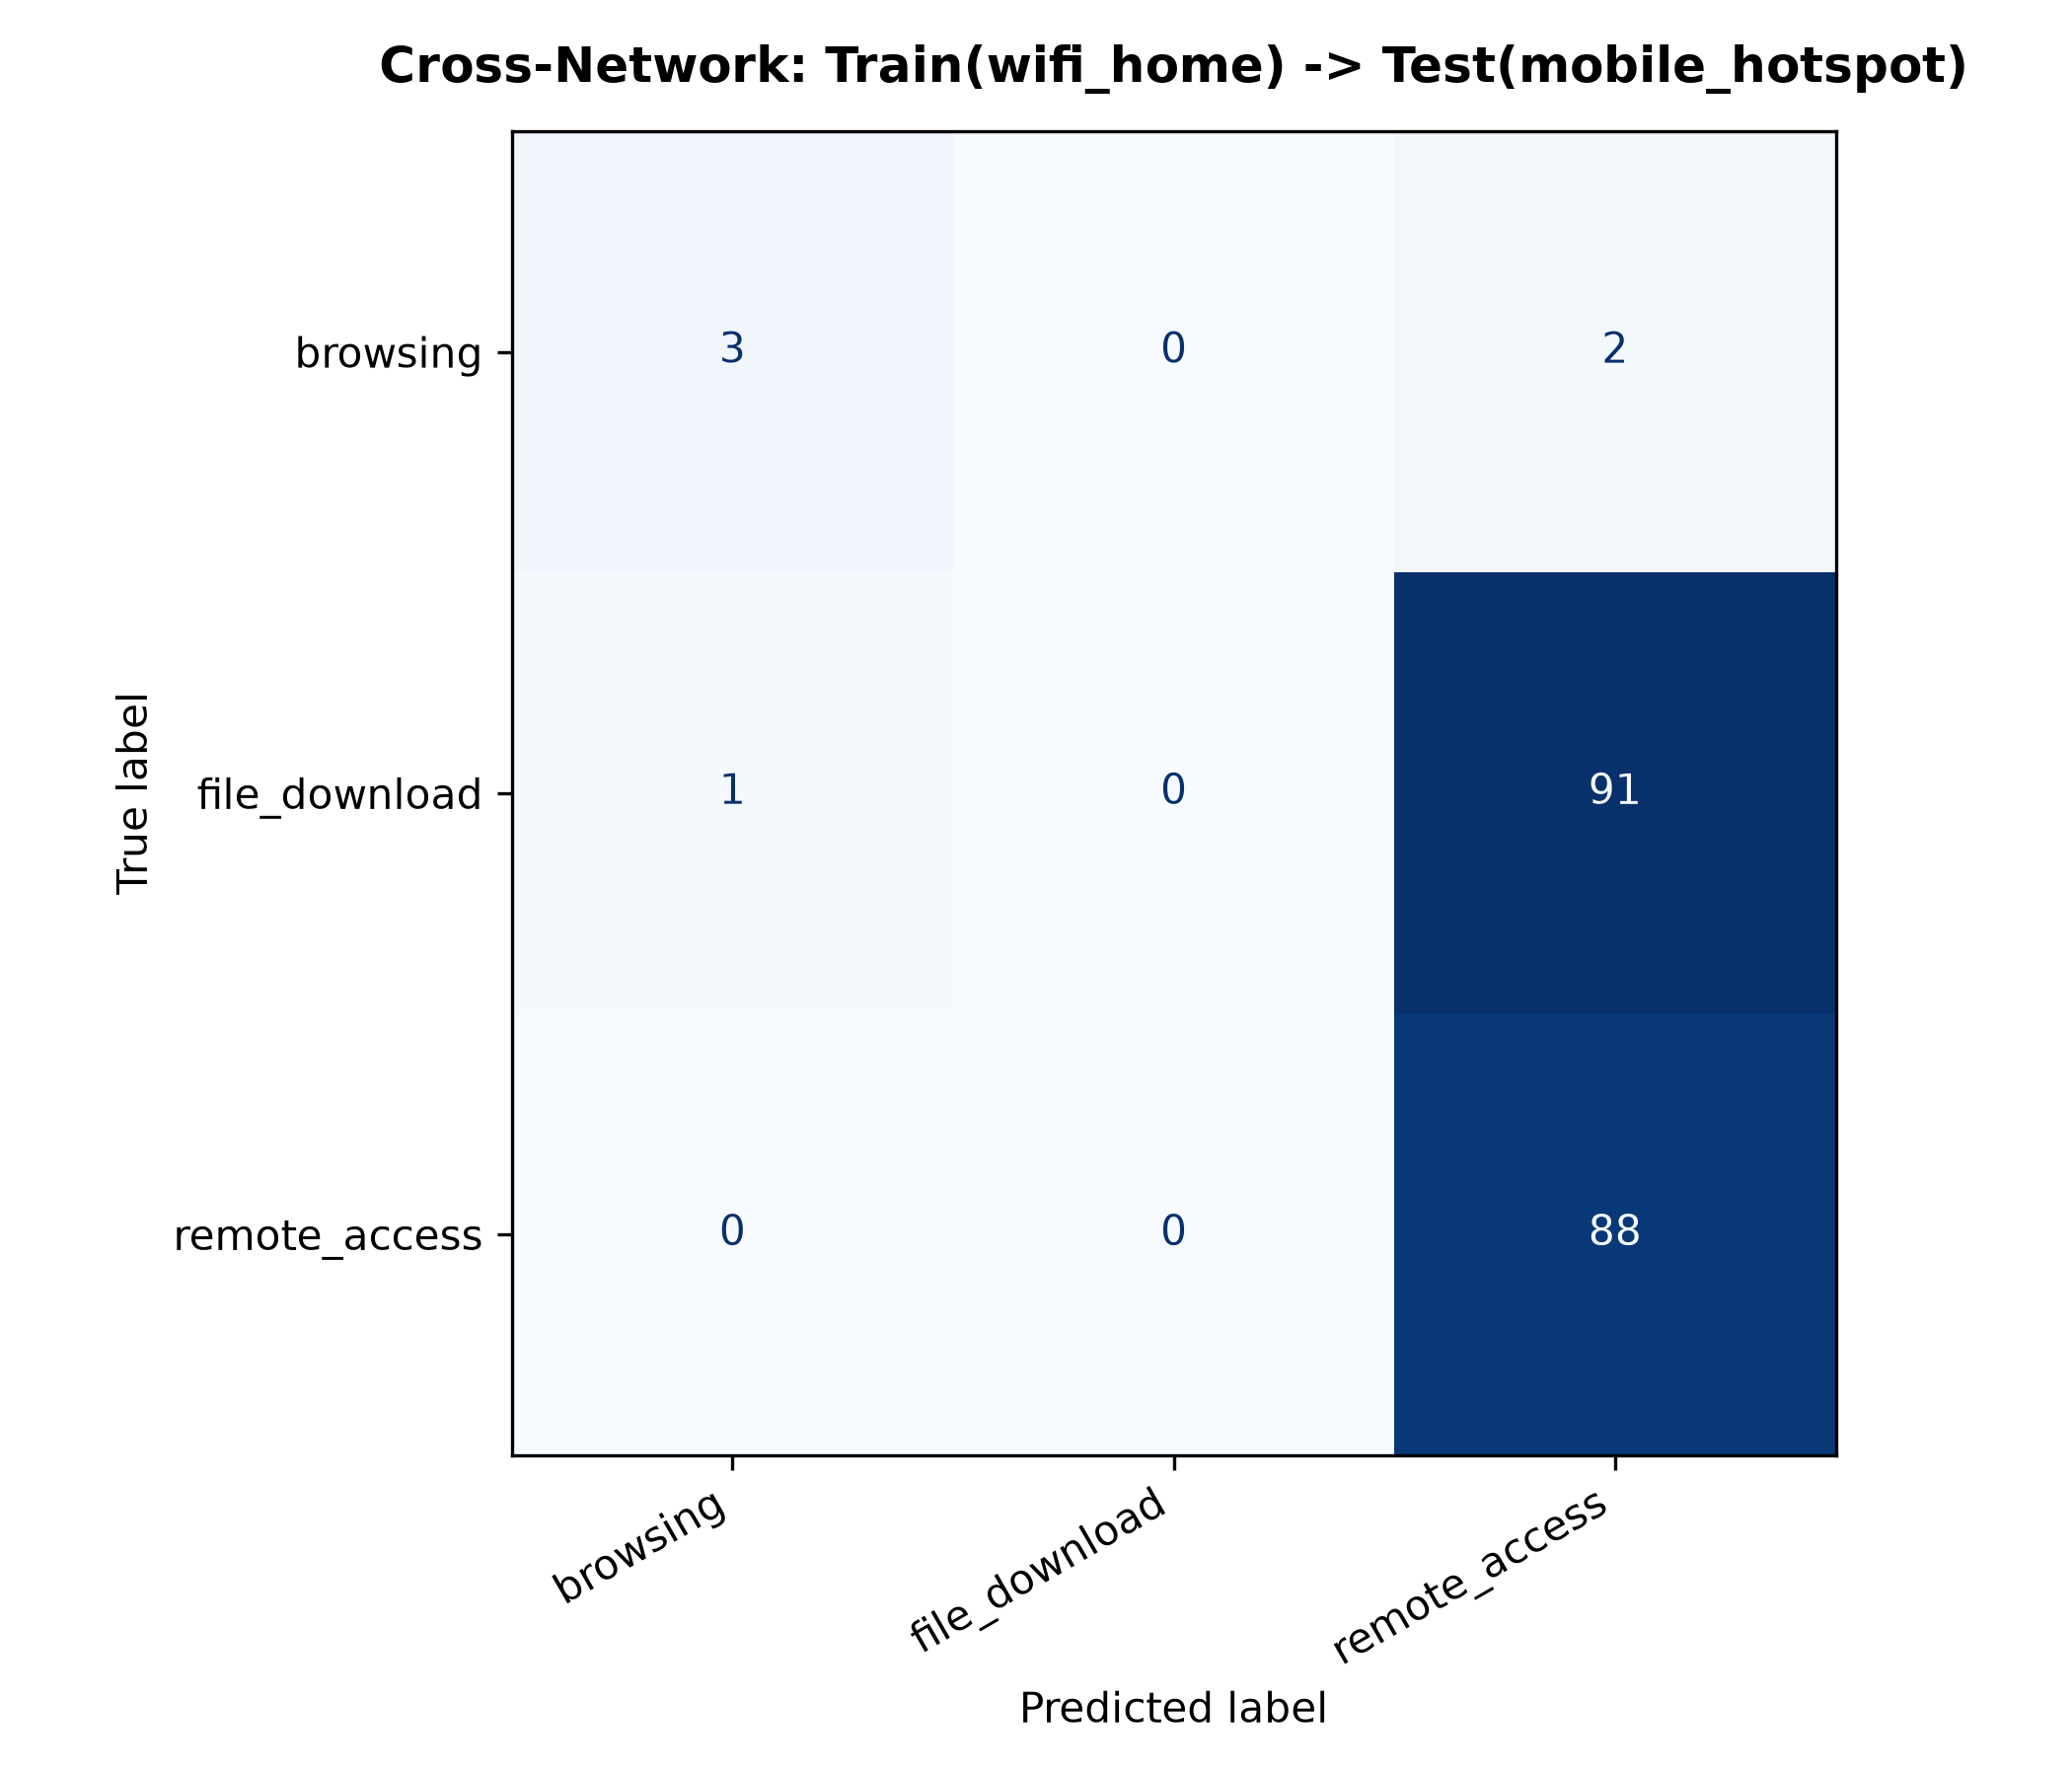 Cross-Network: Train(wifi_home) -> Test(mobile_hotspot)
True label
browsing
3 0 2
file_download
1 0 91
remote_access
0 0 88
browsing file_download remote_access
Predicted label